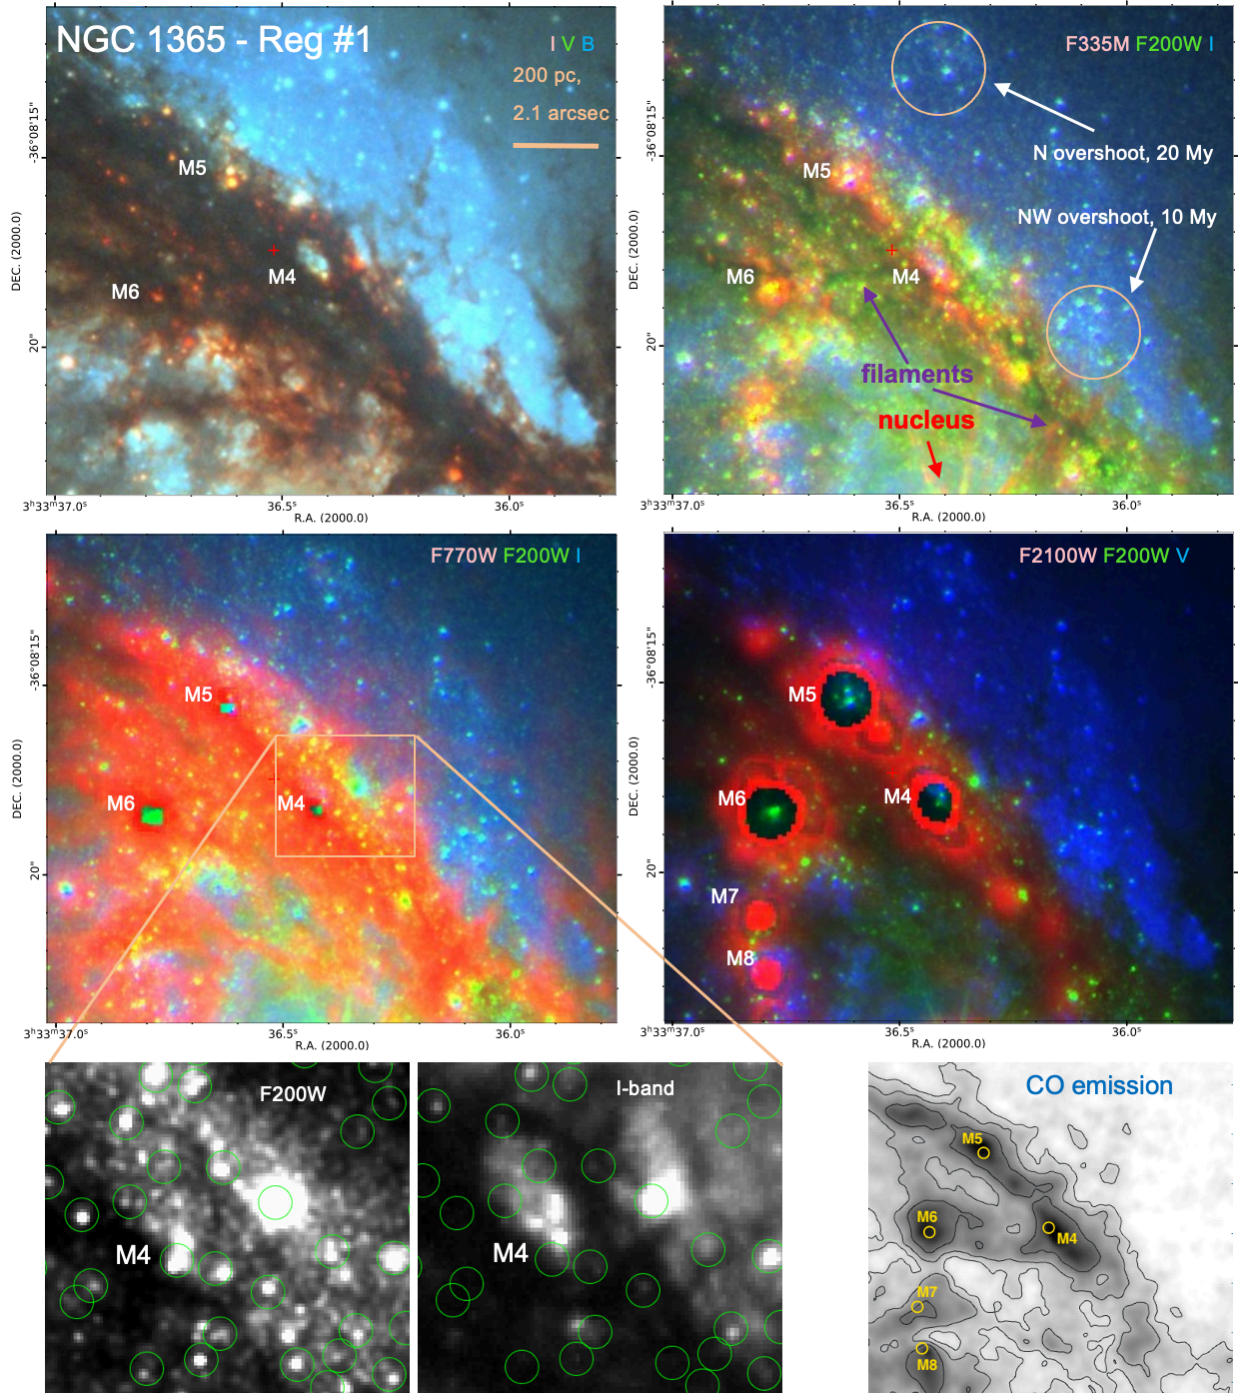 NGC 1365 - Reg #1
I V B
200 pc,
2.1 arcsec
M5
M4
M6
-36°08'15"
20"
DEC. (2000.0)
3ʰ33ᵐ37.0ˢ
36.5ˢ
36.0ˢ
R.A. (2000.0)
F335M F200W I
N overshoot, 20 My
NW overshoot, 10 My
M5
M4
M6
filaments
nucleus
-36°08'15"
20"
DEC. (2000.0)
3ʰ33ᵐ37.0ˢ
36.5ˢ
36.0ˢ
R.A. (2000.0)
F770W F200W I
M5
M6
M4
-36°08'15"
20"
DEC. (2000.0)
3ʰ33ᵐ37.0ˢ
36.5ˢ
36.0ˢ
R.A. (2000.0)
F2100W F200W V
M5
M6
M4
M7
M8
-36°08'15"
20"
DEC. (2000.0)
3ʰ33ᵐ37.0ˢ
36.5ˢ
36.0ˢ
R.A. (2000.0)
F200W
M4
I-band
M4
CO emission
M5
M6
M4
M7
M8